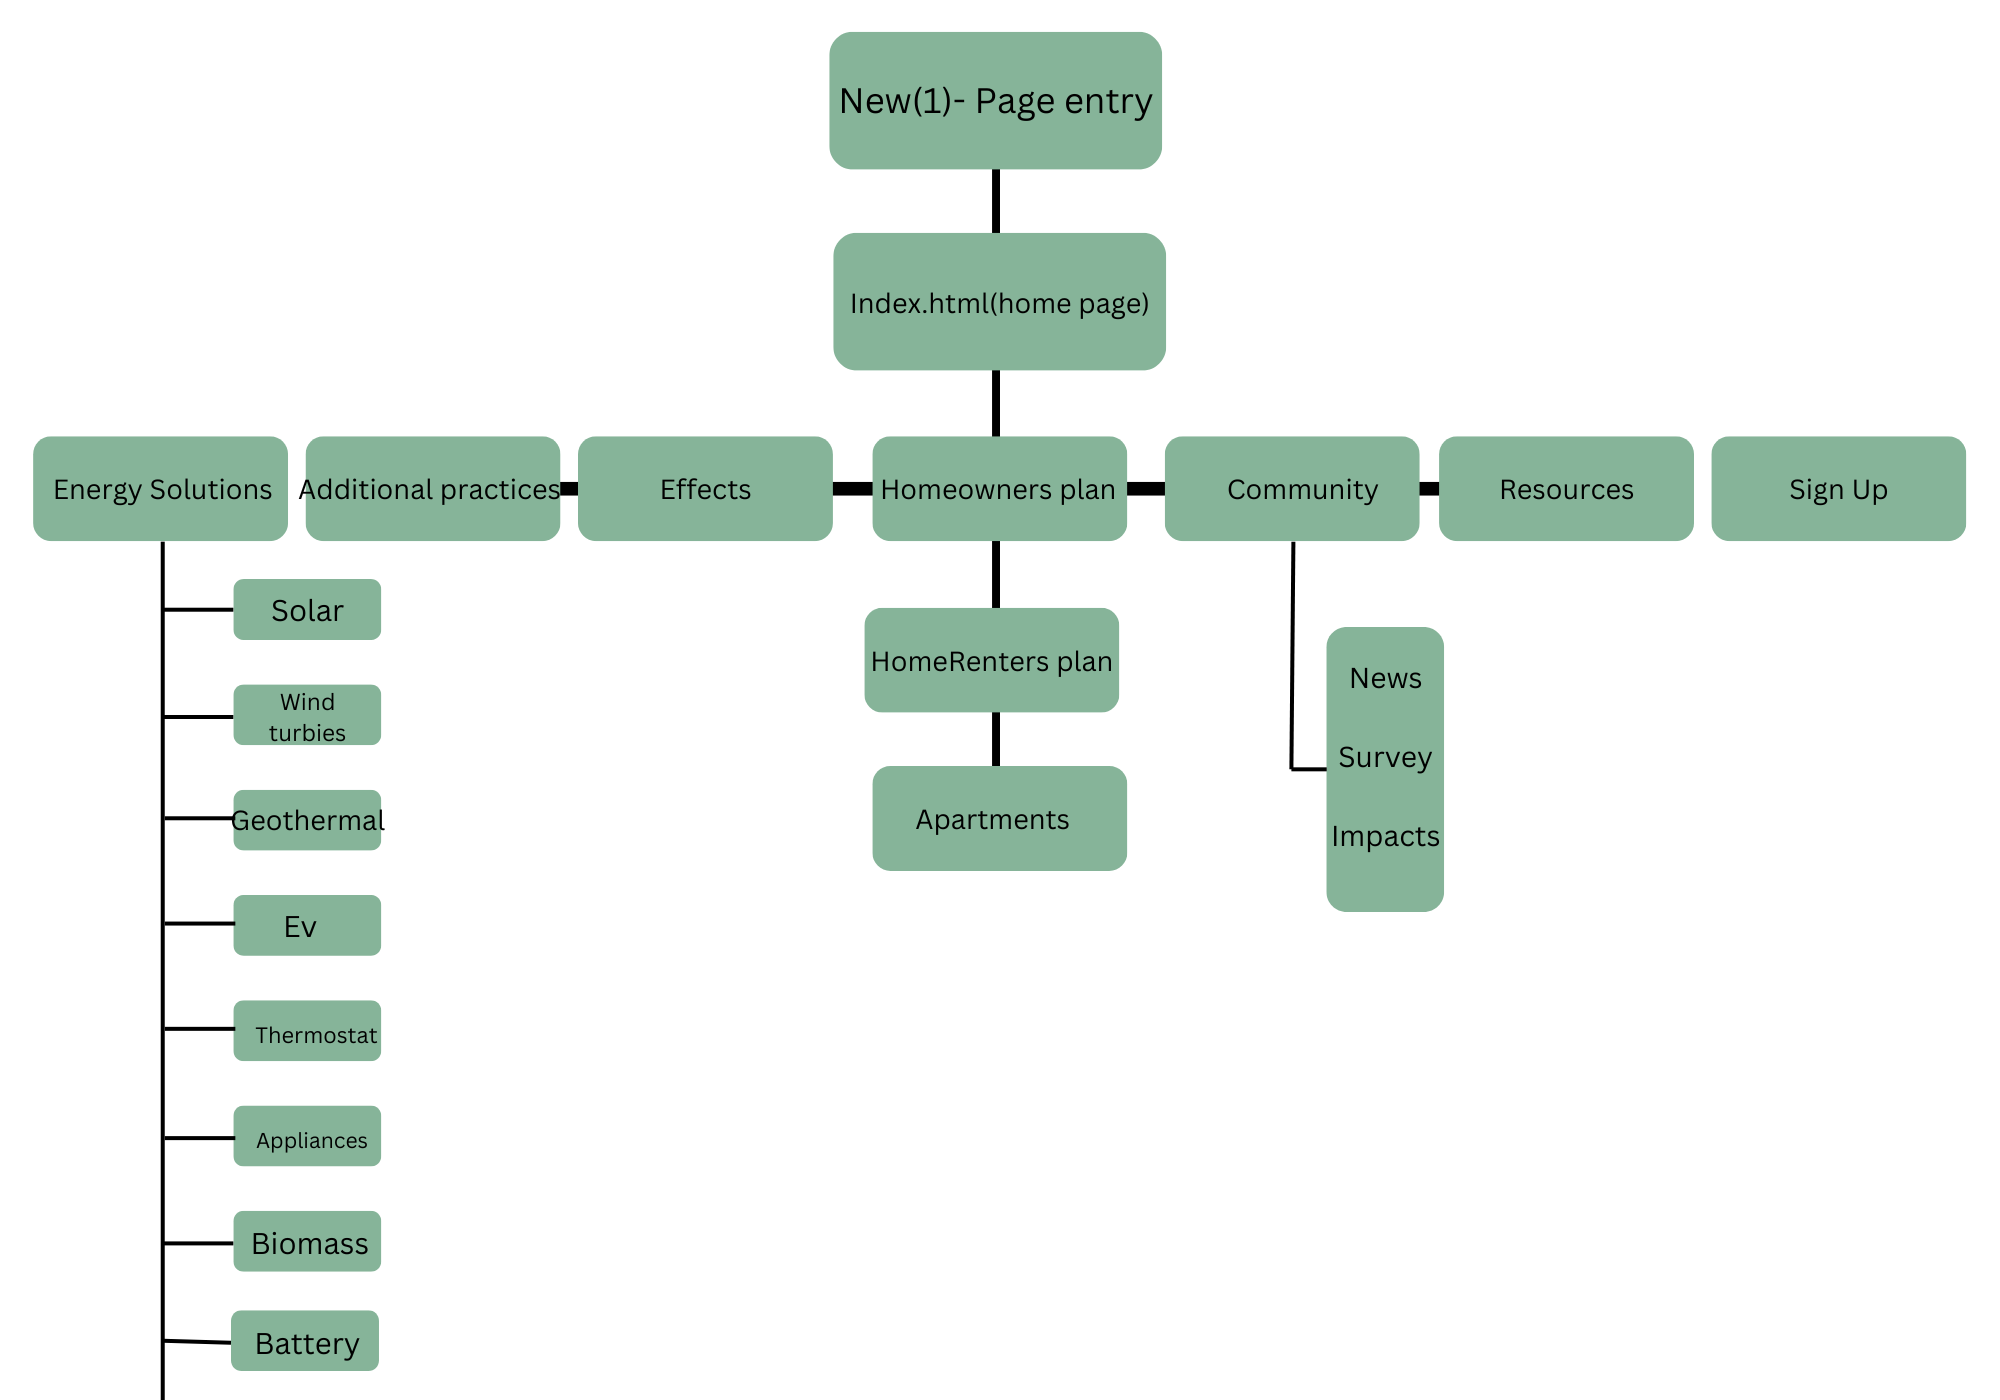 New(1)- Page entry
Index.html(home page)
Energy Solutions
Additional practices
Effects
Homeowners plan
Community
Resources
Sign Up
Solar
Wind
turbies
Geothermal
Ev
Thermostat
Appliances
Biomass
Battery
HomeRenters plan
Apartments
News
Survey
Impacts